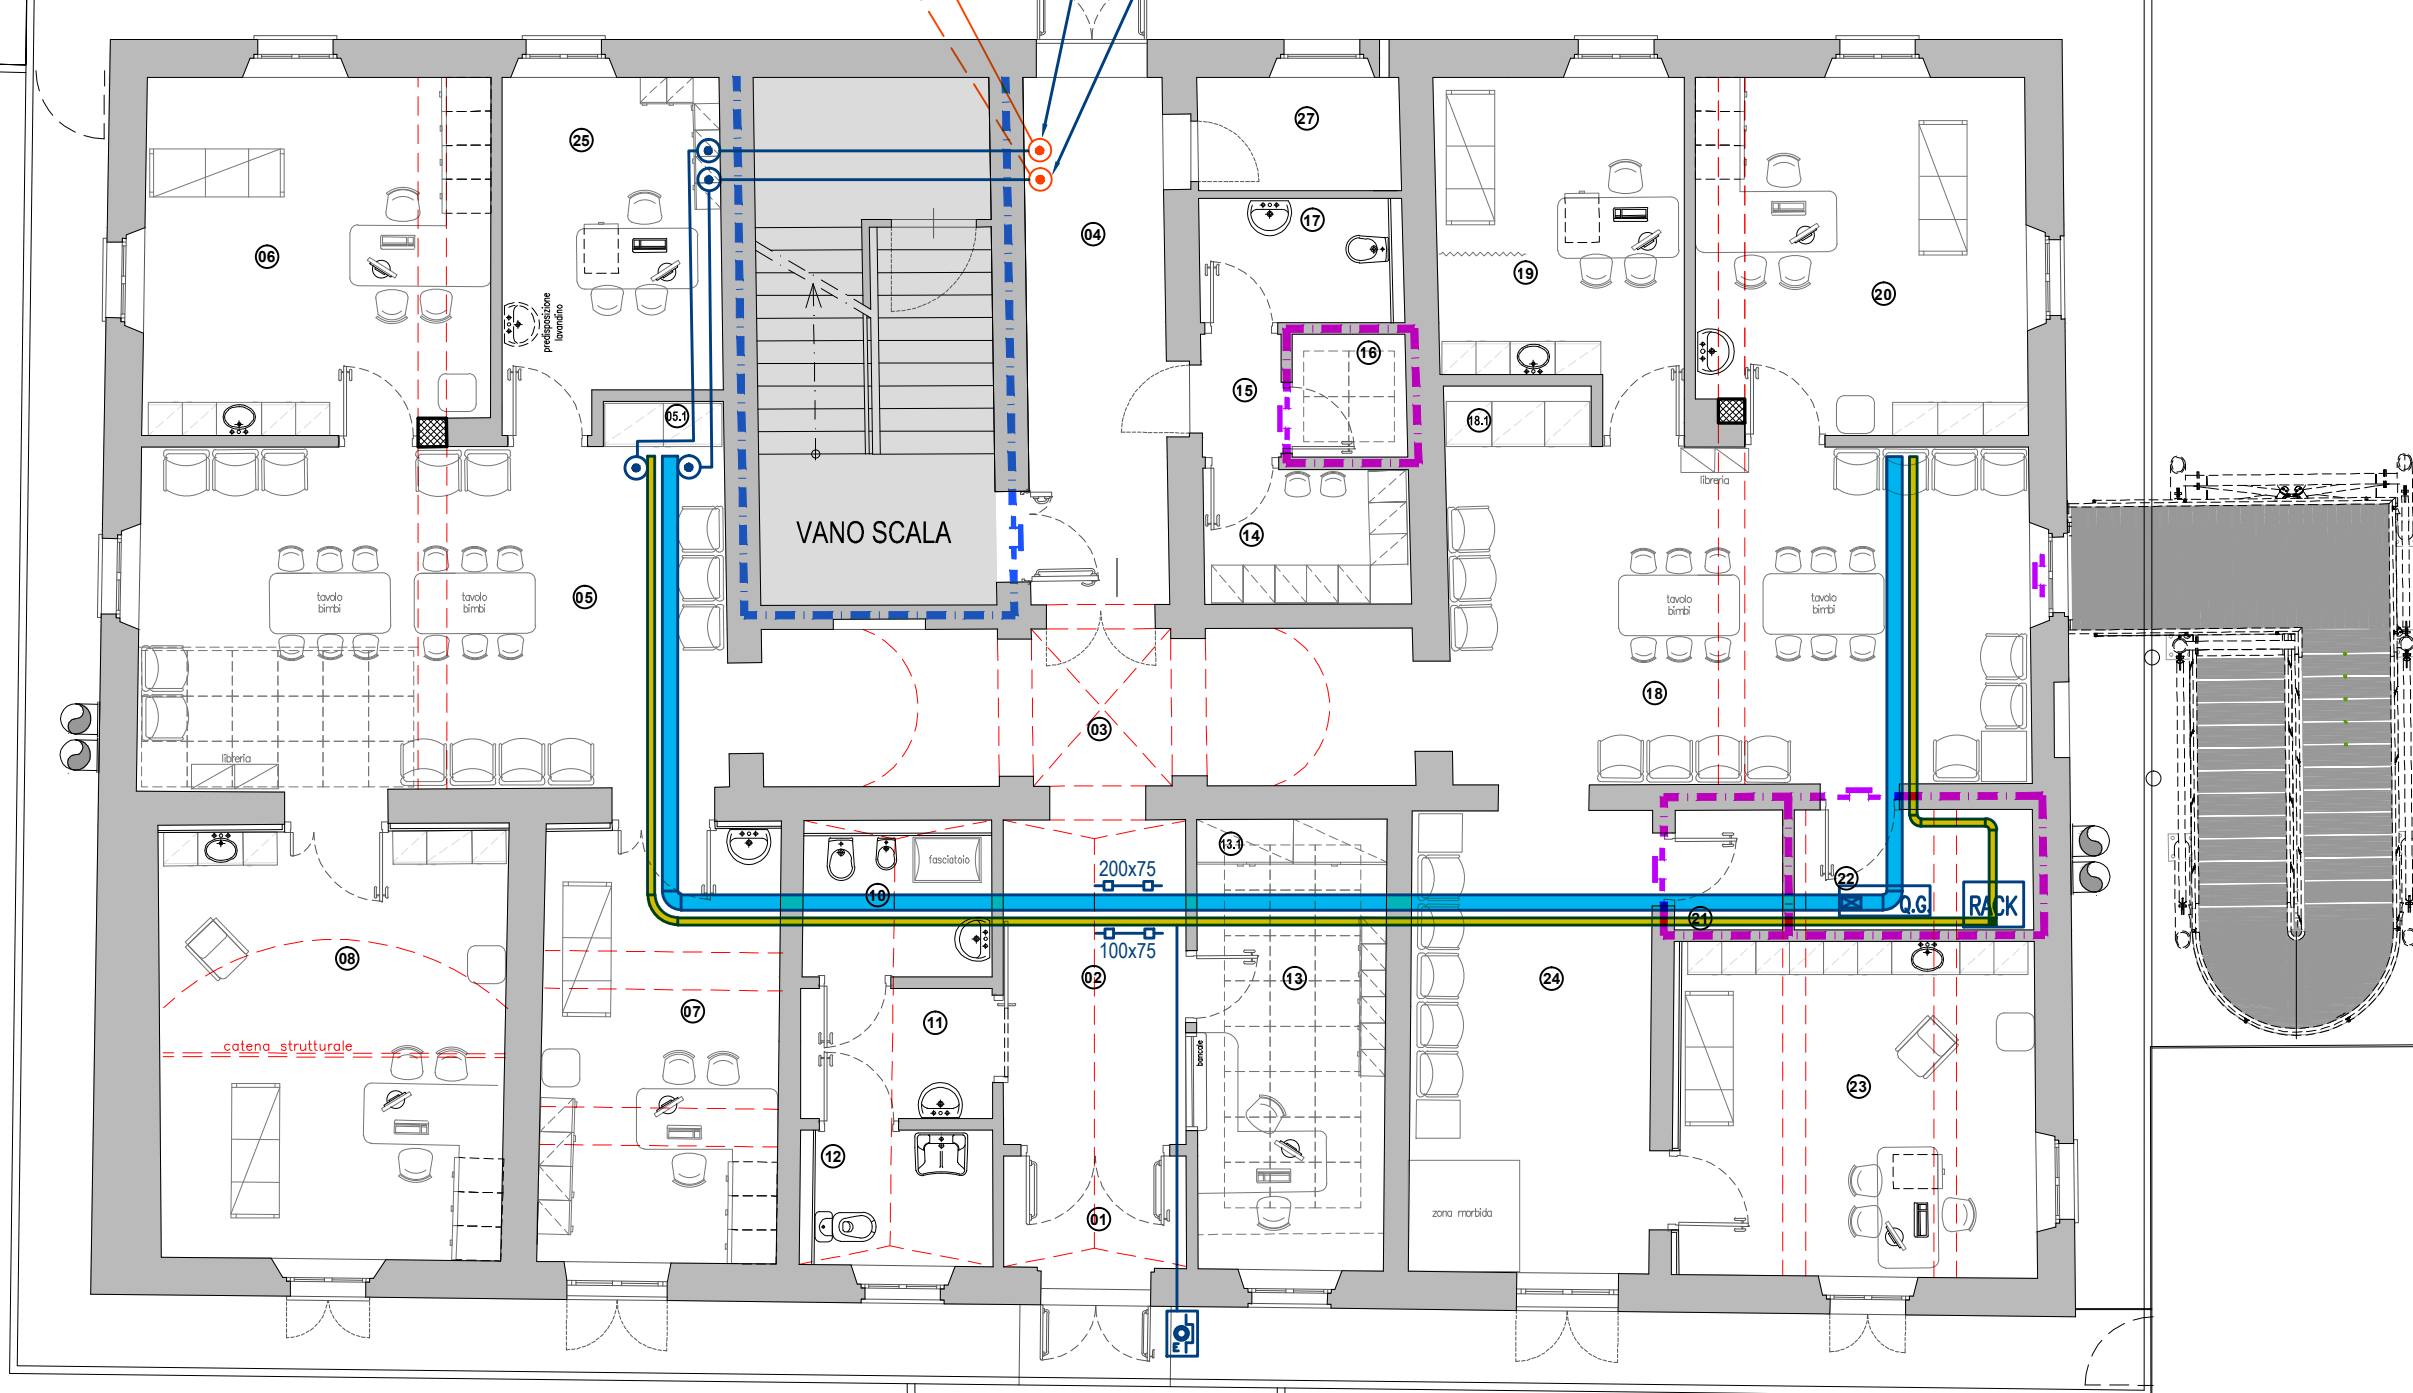 27
25
17
04
06
19
20
predisposizione
lavandino
16
15
05.1
18.1
libreria
VANO SCALA
14
tavolo
bimbi
tavolo
bimbi
05
tavolo
bimbi
tavolo
bimbi
18
03
libreria
13.1
fasciatoio
200x75
10
22
Q.G.
RACK
21
100x75
08
02
13
24
07
11
catena strutturale
bancale
23
12
zona morbida
01
E